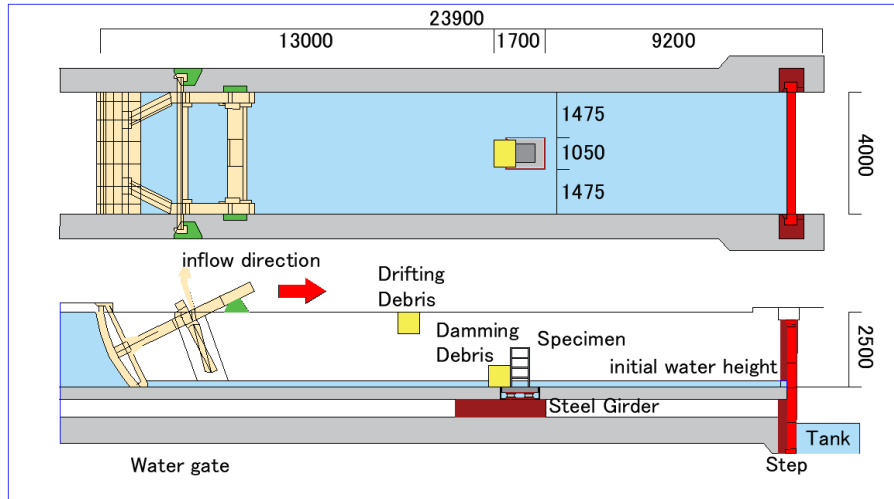 23900
13000
1700
9200
1475
1050
1475
4000
inflow direction
Drifting
Debris
Damming
Debris
Specimen
initial water height
2500
Steel Girder
Tank
Water gate
Step